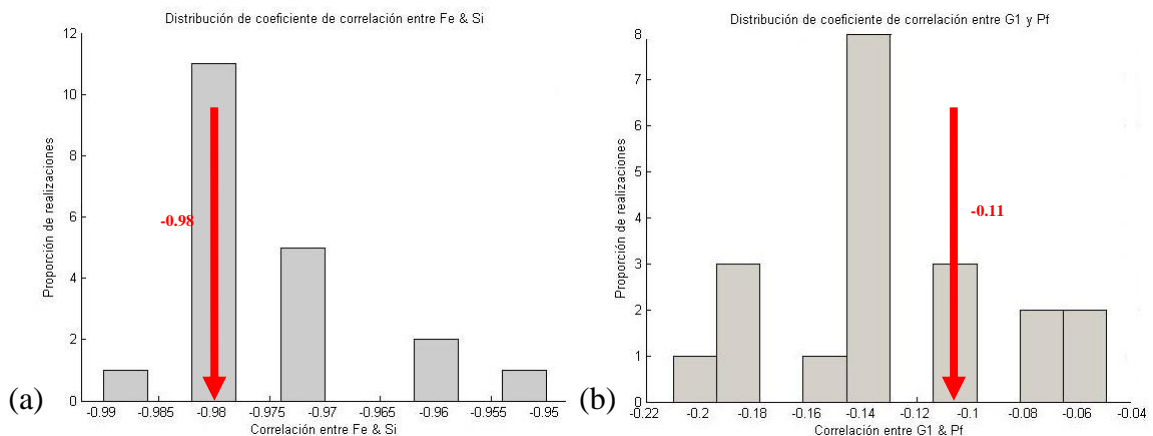 Distribución de coeficiente de correlación entre Fe & Si
12
10
8
6
4
2
0
Proporción de realizaciones
-0.98
-0.99 -0.985 -0.98 -0.975 -0.97 -0.965 -0.96 -0.955 -0.95
Correlación entre Fe & Si
(a)
Distribución de coeficiente de correlación entre G1 y Pf
8
7
6
5
4
3
2
1
0
Proporción de realizaciones
-0.11
-0.22 -0.2 -0.18 -0.16 -0.14 -0.12 -0.1 -0.08 -0.06 -0.04
Correlación entre G1 & Pf
(b)